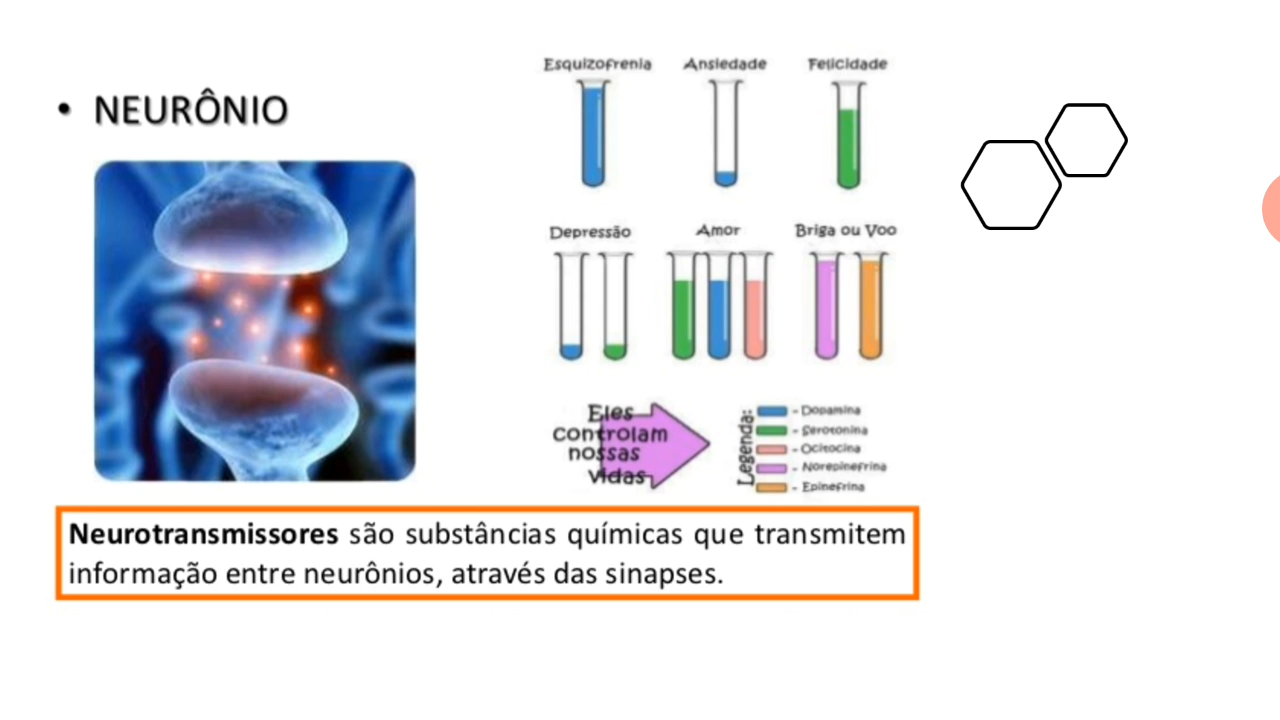 • NEURÔNIO
Esquizofrenia Ansiedade Felicidade
Depressão Amor Briga ou Voo
Eles
controlam
nossas
vidas
Legenda:
- Dopamina
- Serotonina
- Ocitocina
- Norepinefrina
- Epinefrina
Neurotransmissores são substâncias químicas que transmitem
informação entre neurônios, através das sinapses.